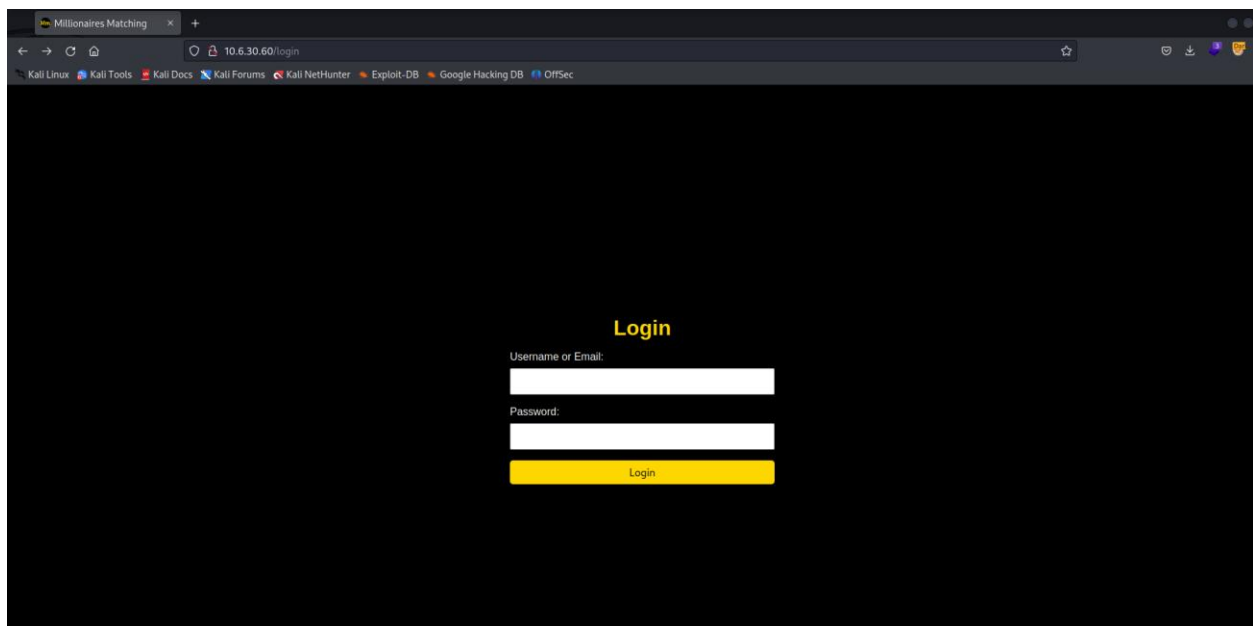 Millionaires Matching
10.6.30.60/login
Kali Linux Kali Tools Kali Docs Kali Forums Kali NetHunter Exploit-DB Google Hacking DB OffSec
Login
Username or Email:
Password:
Login